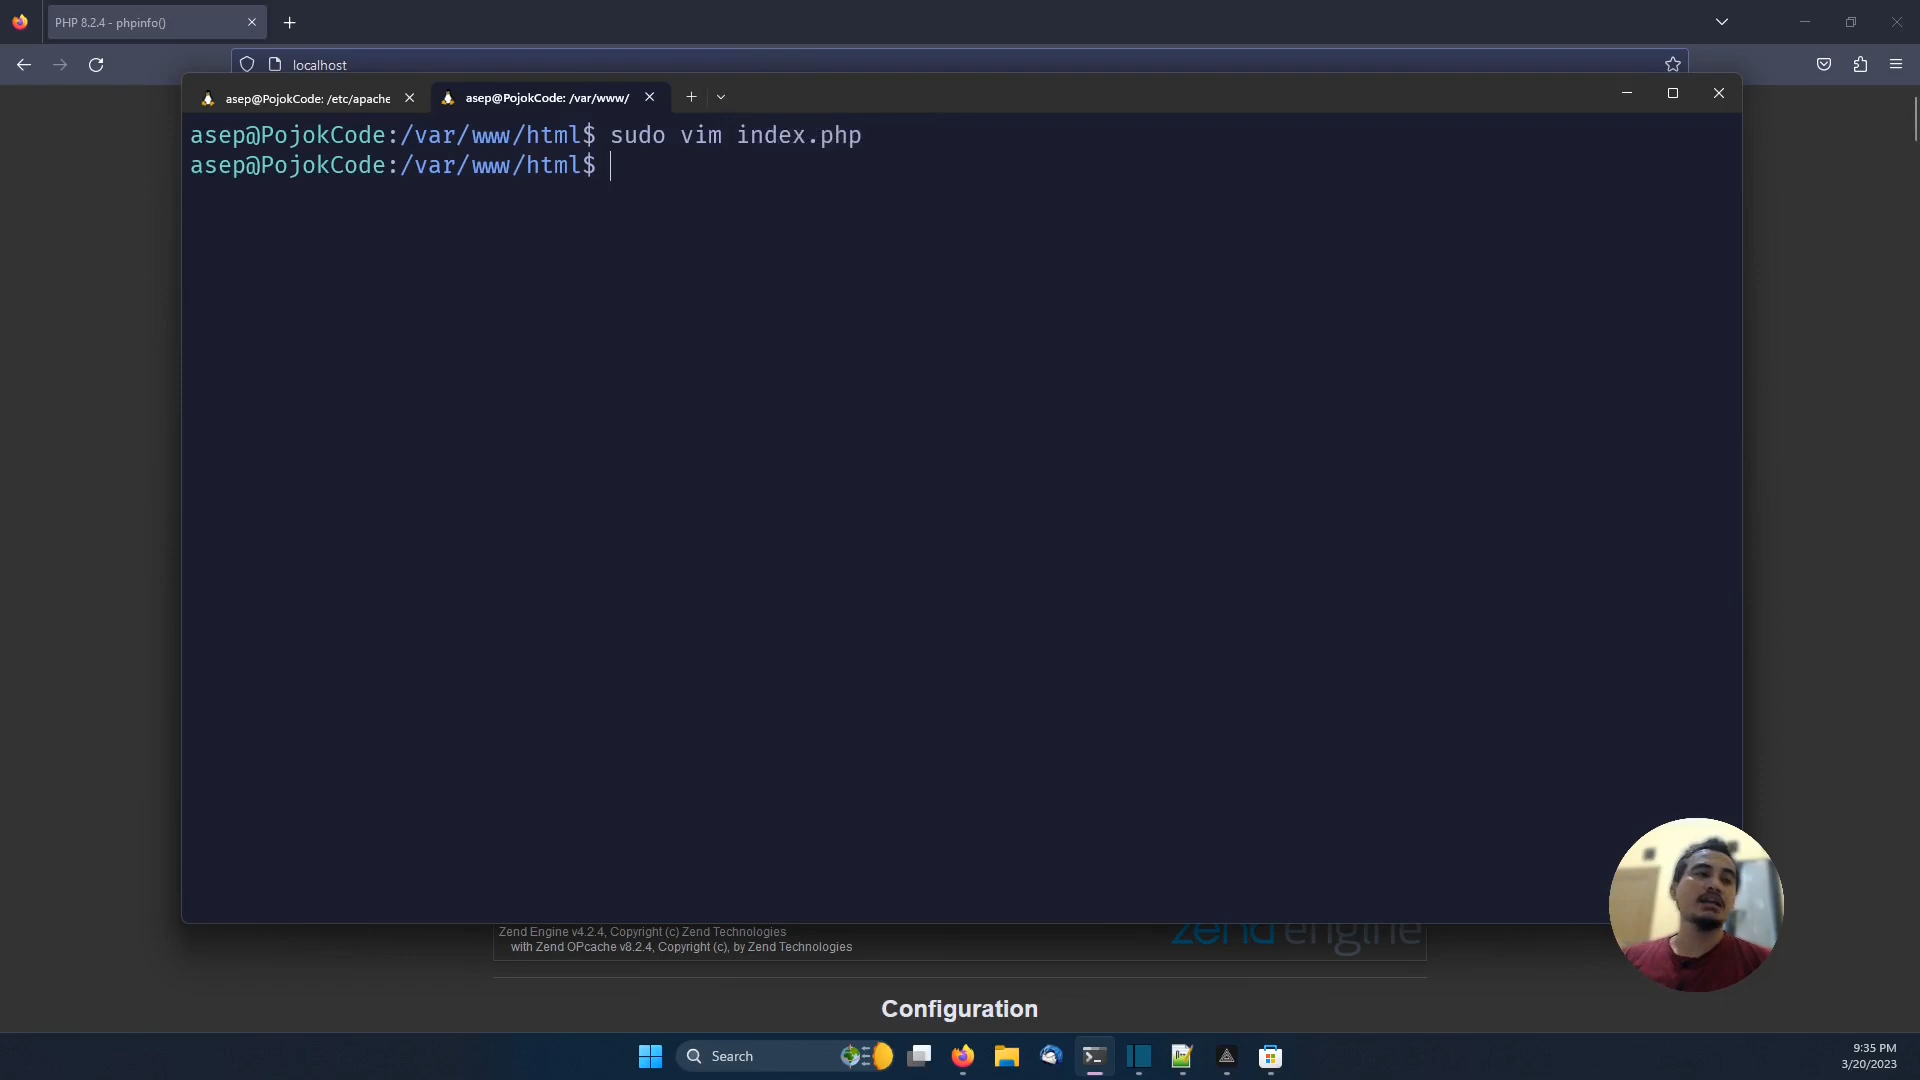 PHP 8.2.4 - phpinfo()
localhost
asep@PojokCode: /etc/apache
asep@PojokCode: /var/www/
asep@PojokCode:/var/www/html$ sudo vim index.php
asep@PojokCode:/var/www/html$
Zend Engine v4.2.4, Copyright (c) Zend Technologies
with Zend OPcache v8.2.4, Copyright (c), by Zend Technologies
zend engine
Configuration
Search
9:35 PM
3/20/2023